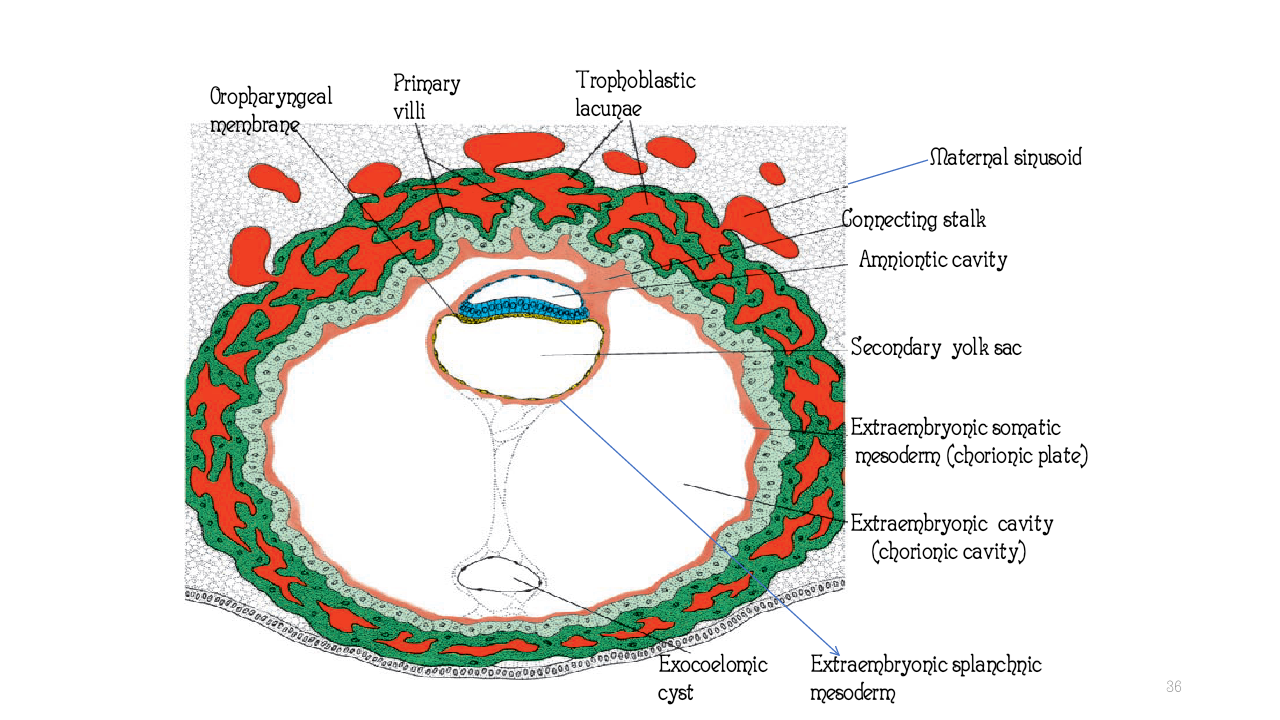 Oropharyngeal
membrane
Primary
villi
Trophoblastic
lacunae
Maternal sinusoid
Connecting stalk
Amniontic cavity
Secondary yolk sac
Extraembryonic somatic
mesoderm (chorionic plate)
Extraembryonic cavity
(chorionic cavity)
Exocoelomic
cyst
Extraembryonic splanchnic
mesoderm
36